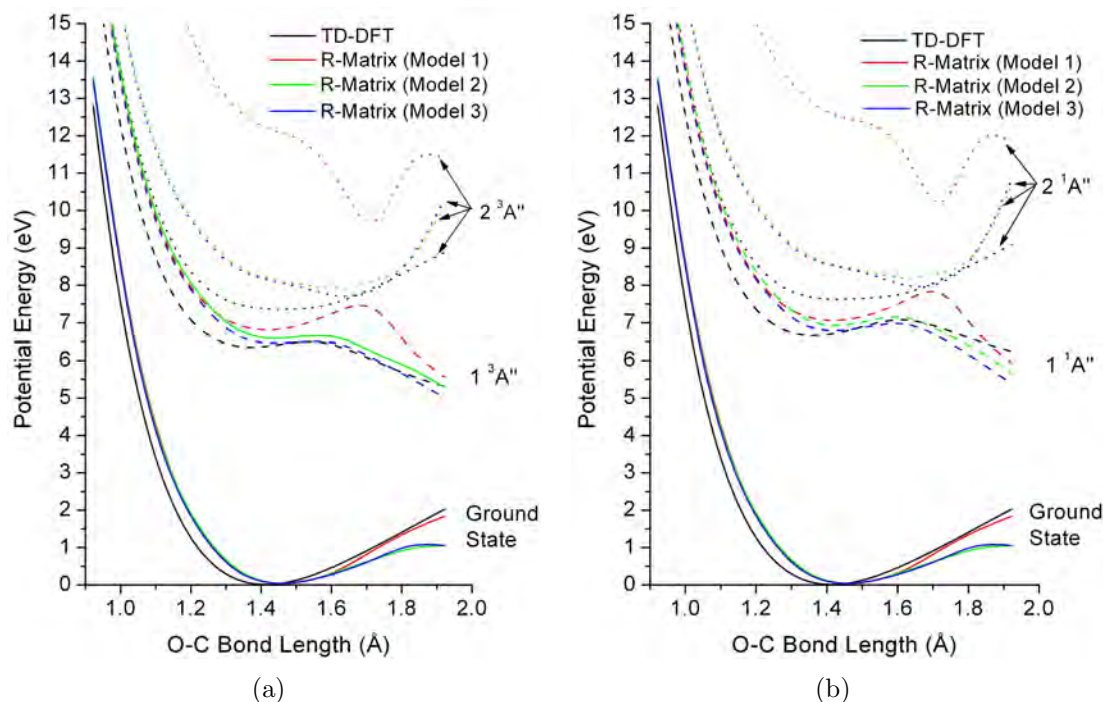 15
14
13
12
11
10
9
8
7
6
5
4
3
2
1
0
Potential Energy (eV)
TD-DFT
R-Matrix (Model 1)
R-Matrix (Model 2)
R-Matrix (Model 3)
2 ³A"
1 ³A"
Ground
State
1.0 1.2 1.4 1.6 1.8 2.0
O-C Bond Length (Å)
(a)
15
14
13
12
11
10
9
8
7
6
5
4
3
2
1
0
Potential Energy (eV)
TD-DFT
R-Matrix (Model 1)
R-Matrix (Model 2)
R-Matrix (Model 3)
2 ¹A"
1 ¹A"
Ground
State
1.0 1.2 1.4 1.6 1.8 2.0
O-C Bond Length (Å)
(b)